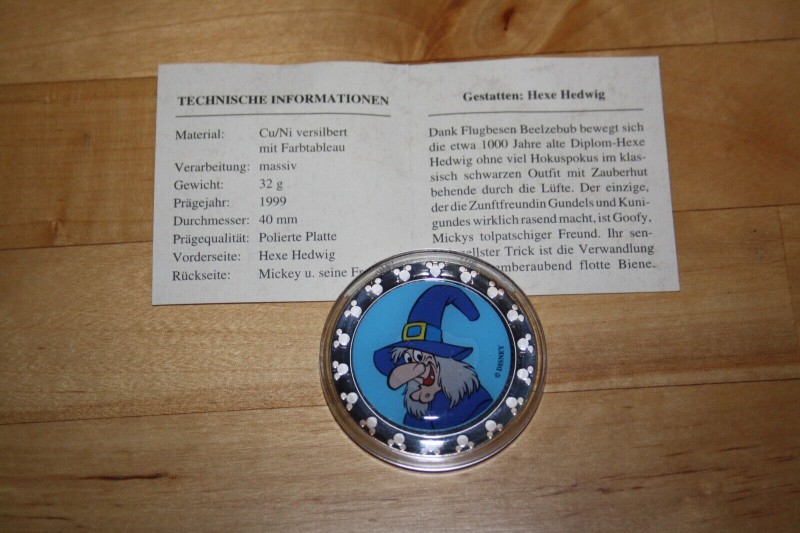 TECHNISCHE INFORMATIONEN
Material: Cu/Ni versilbert
mit Farbtableau
Verarbeitung: massiv
Gewicht: 32 g
Prägejahr: 1999
Durchmesser: 40 mm
Prägequalität: Polierte Platte
Vorderseite: Hexe Hedwig
Rückseite: Mickey u. seine
Gestatten: Hexe Hedwig
Dank Flugbesen Beelzebub bewegt sich
die etwa 1000 Jahre alte Diplom-Hexe
Hedwig ohne viel Hokuspokus im klas-
sisch schwarzen Outfit mit Zauberhut
behende durch die Lüfte. Der einzige,
der die Zunftfreundin Gundels und Kuni-
gundes wirklich rasend macht, ist Goofy,
Mickys tolpatschiger Freund. Ihr sen-
Trick ist die Verwandlung
flotte Biene.
© DISNEY